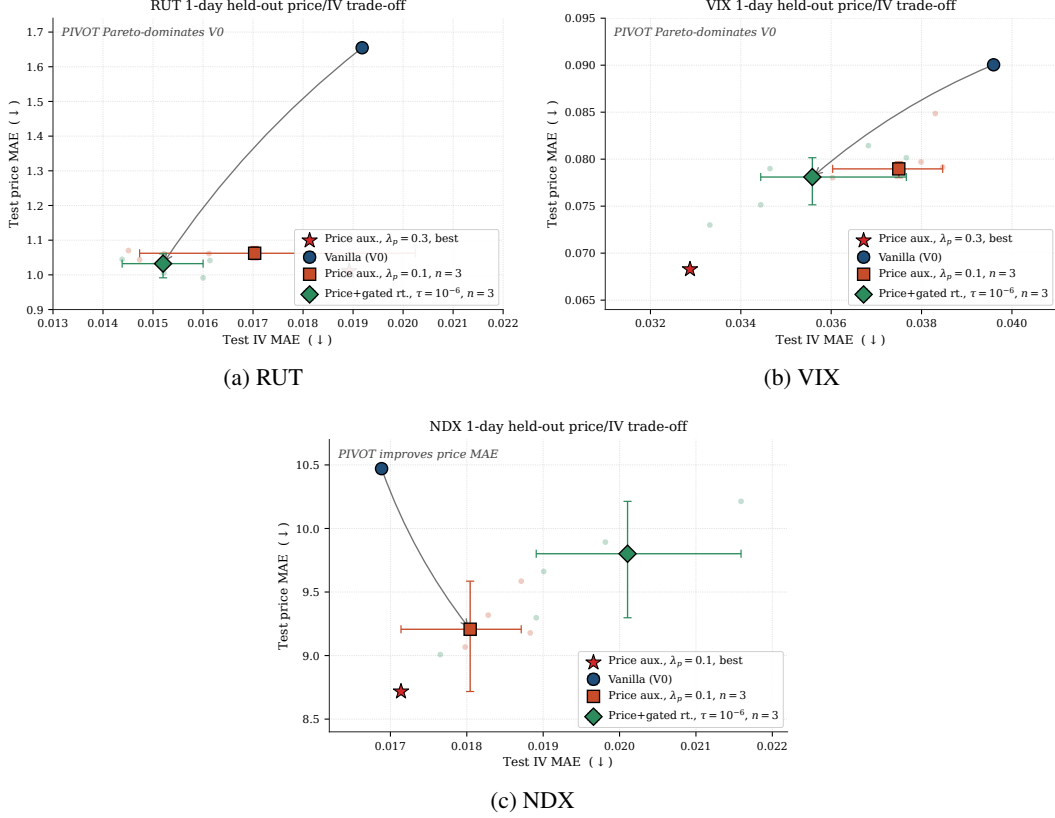 RUT 1-day held-out price/IV trade-off
PIVOT Pareto-dominates V0
Test price MAE (↓)
1.7
1.6
1.5
1.4
1.3
1.2
1.1
1.0
0.9
Price aux., λp = 0.3, best
Vanilla (V0)
Price aux., λp = 0.1, n = 3
Price+gated rt., τ = 10⁻⁶, n = 3
0.013 0.014 0.015 0.016 0.017 0.018 0.019 0.020 0.021 0.022
Test IV MAE (↓)
(a) RUT
VIX 1-day held-out price/IV trade-off
PIVOT Pareto-dominates V0
Test price MAE (↓)
0.095
0.090
0.085
0.080
0.075
0.070
0.065
Price aux., λp = 0.3, best
Vanilla (V0)
Price aux., λp = 0.1, n = 3
Price+gated rt., τ = 10⁻⁶, n = 3
0.032 0.034 0.036 0.038 0.040
Test IV MAE (↓)
(b) VIX
NDX 1-day held-out price/IV trade-off
PIVOT improves price MAE
Test price MAE (↓)
10.5
10.0
9.5
9.0
8.5
Price aux., λp = 0.1, best
Vanilla (V0)
Price aux., λp = 0.1, n = 3
Price+gated rt., τ = 10⁻⁶, n = 3
0.017 0.018 0.019 0.020 0.021 0.022
Test IV MAE (↓)
(c) NDX